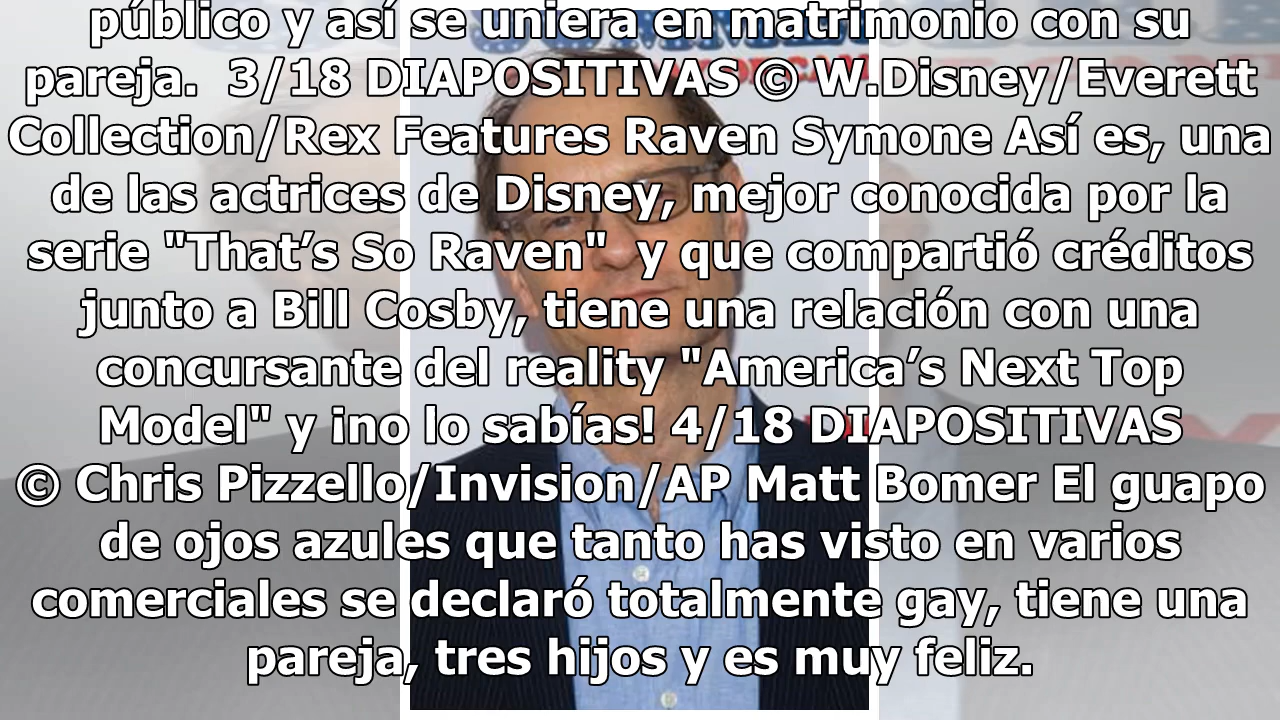 público y así se uniera en matrimonio con su
pareja.  3/18 DIAPOSITIVAS © W.Disney/Everett
Collection/Rex Features Raven Symone Así es, una
de las actrices de Disney, mejor conocida por la
serie "That’s So Raven"  y que compartió créditos
junto a Bill Cosby, tiene una relación con una
concursante del reality "America’s Next Top
Model" y ino lo sabías! 4/18 DIAPOSITIVAS
© Chris Pizzello/Invision/AP Matt Bomer El guapo
de ojos azules que tanto has visto en varios
comerciales se declaró totalmente gay, tiene una
pareja, tres hijos y es muy feliz.